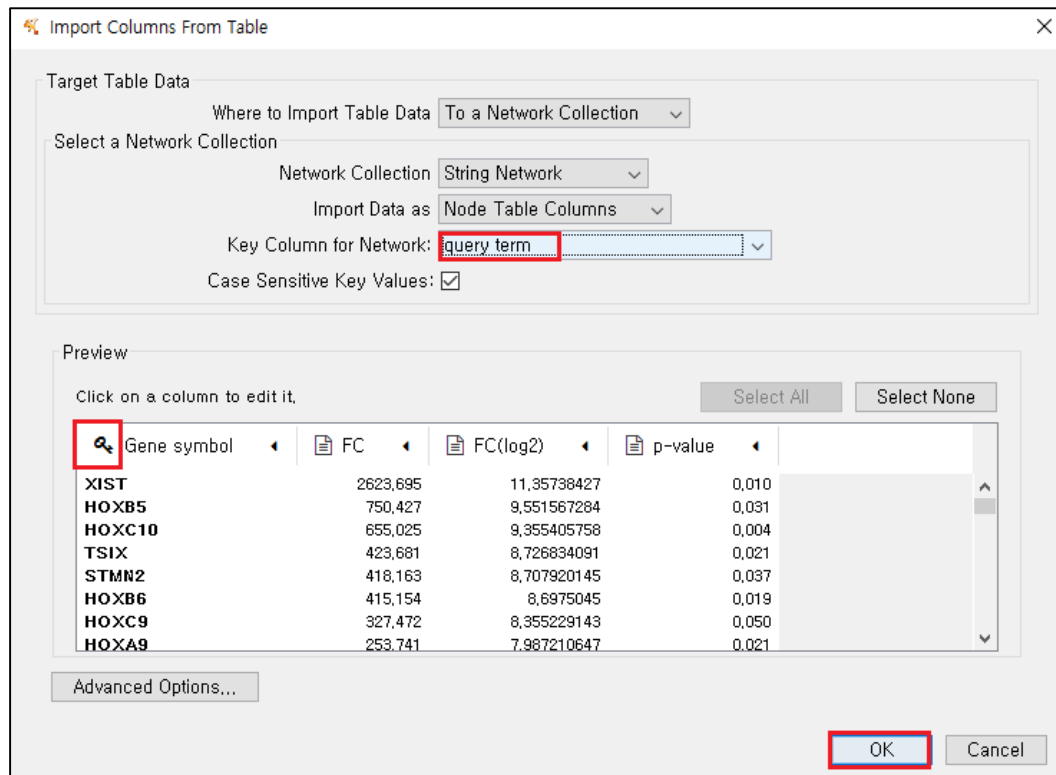 Import Columns From Table
Target Table Data
Where to Import Table Data To a Network Collection
Select a Network Collection
Network Collection String Network
Import Data as Node Table Columns
Key Column for Network: query term
Case Sensitive Key Values:
Preview
Click on a column to edit it, Select All Select None
Gene symbol FC FC(log2) p-value
XIST 2623,695 11,35738427 0,010
HOXB5 750,427 9,551567284 0,031
HOXC10 655,025 9,355405758 0,004
TSIX 423,681 8,726834091 0,021
STMN2 418,163 8,707920145 0,037
HOXB6 415,154 8,6975045 0,019
HOXC9 327,472 8,355229143 0,050
HOXA9 253,741 7,987210647 0,021
Advanced Options,,,
OK Cancel